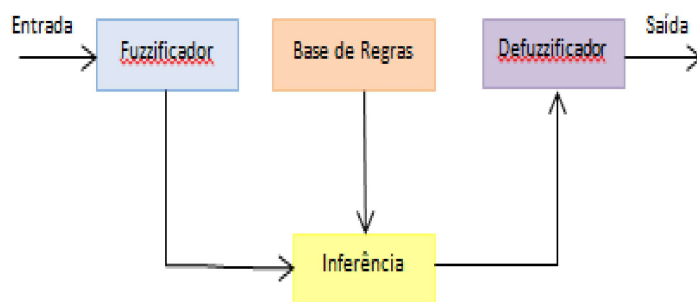 Entrada
Fuzzificador
Base de Regras
Defuzzificador
Saída
Inferência